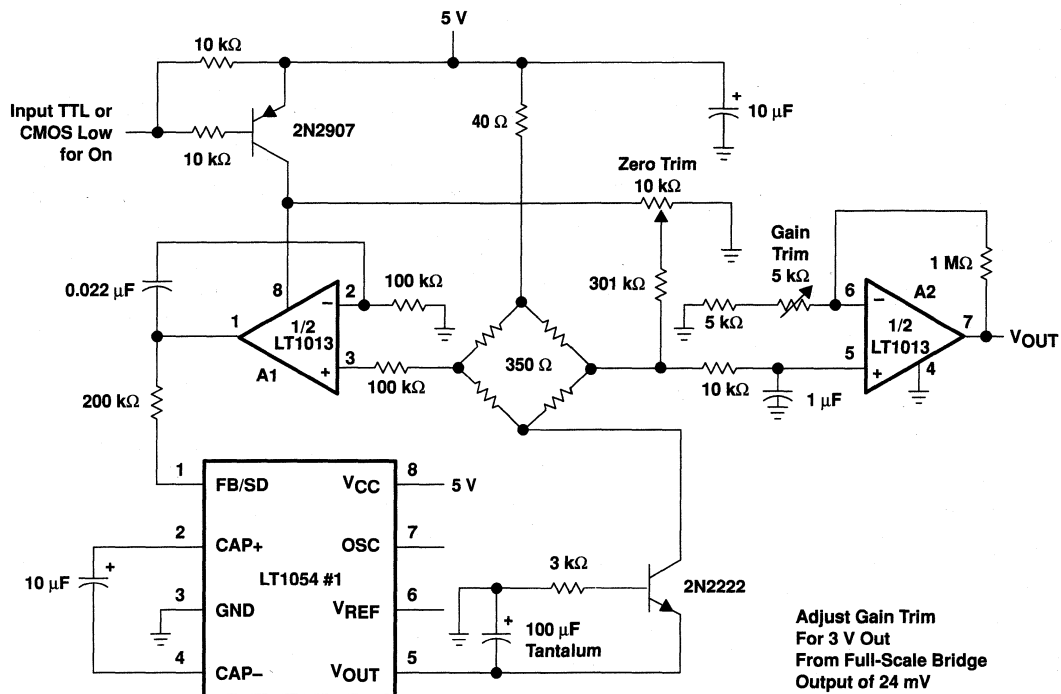 5 V
10 kΩ
Input TTL or
CMOS Low
for On
10 kΩ
2N2907
40 Ω
+
10 μF
Zero Trim
10 kΩ
Gain
Trim
5 kΩ
1 MΩ
0.022 μF
8
2
–
100 kΩ
301 kΩ
5 kΩ
6
–
A2
1
1/2
LT1013
3
+
A1
100 kΩ
350 Ω
10 kΩ
1 μF
5
+
1/2
LT1013
7
4
VOUT
200 kΩ
1
FB/SD
VCC
8
5 V
2
CAP+
OSC
7
10 μF
+
LT1054 #1
3
GND
VREF
6
4
CAP–
VOUT
5
3 kΩ
2N2222
+
100 μF
Tantalum
Adjust Gain Trim
For 3 V Out
From Full-Scale Bridge
Output of 24 mV